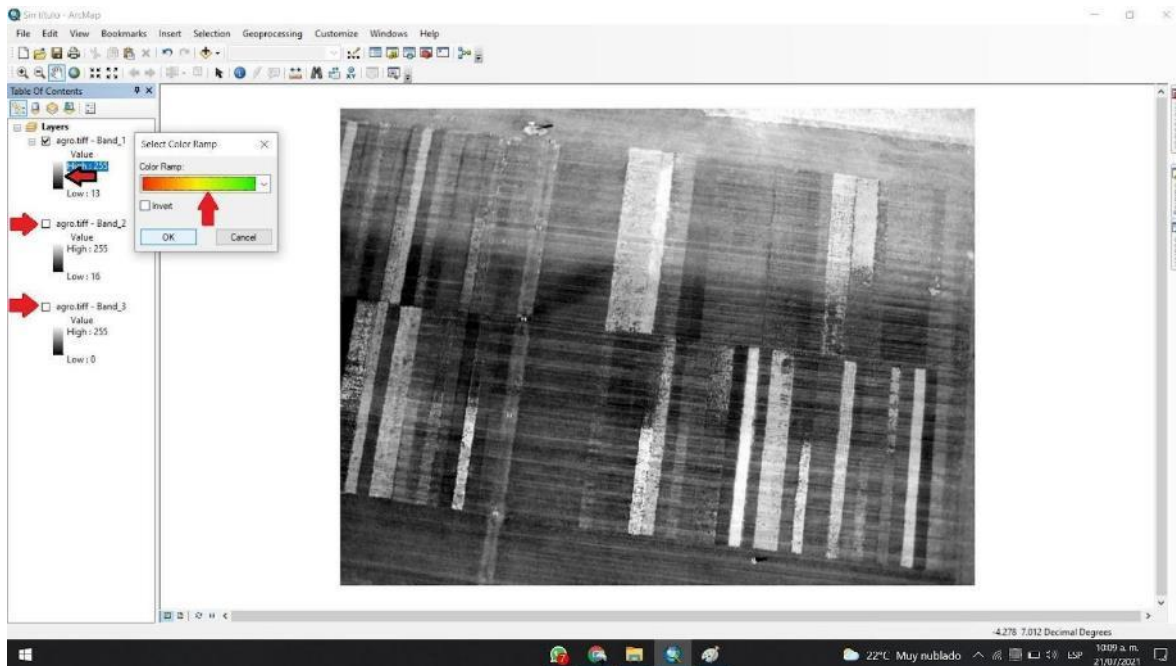 Sin título - ArcMap
File Edit View Bookmarks Insert Selection Geoprocessing Customize Windows Help
Table Of Contents
Layers
agro.tiff - Band_1
Value
High : 255
Low : 13
agro.tiff - Band_2
Value
High : 255
Low : 16
agro.tiff - Band_3
Value
High : 255
Low : 0
Select Color Ramp
Color Ramp:
Invert
OK Cancel
-4.278 7.012 Decimal Degrees
22°C Muy nublado ESP
10:09 a. m.
21/07/2021